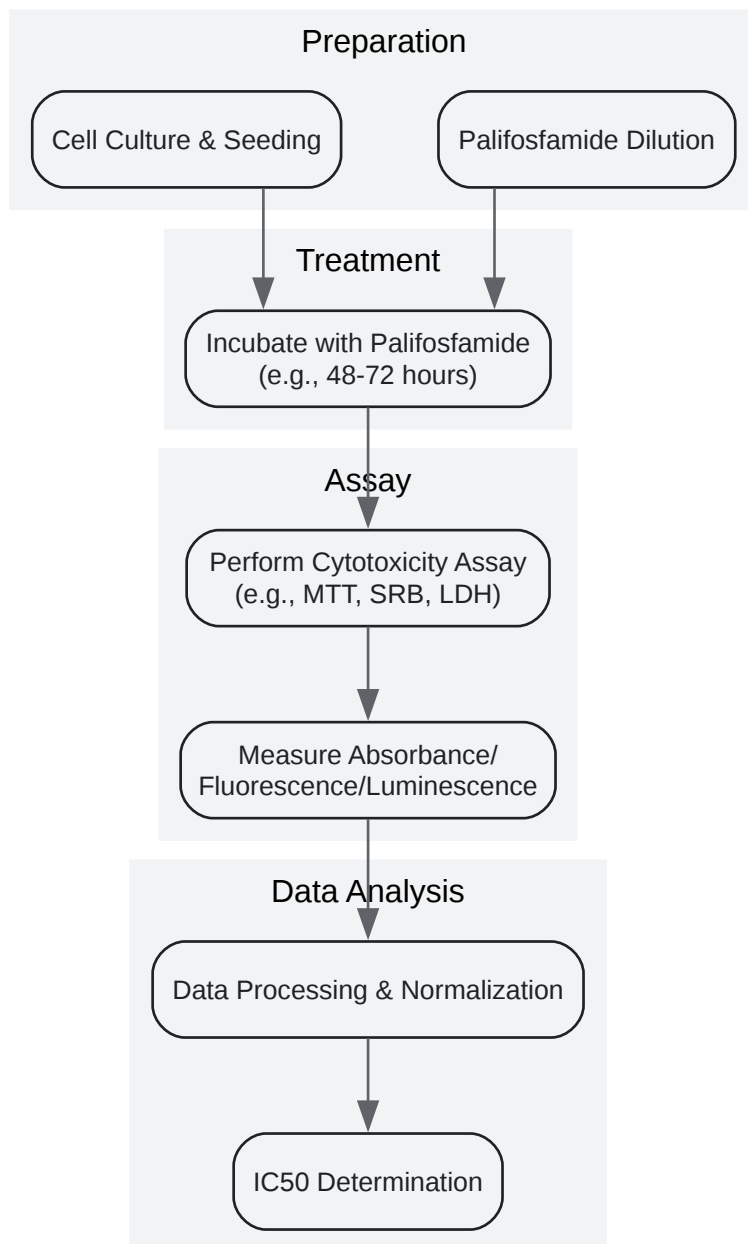 Preparation
Cell Culture & Seeding
Palifosfamide Dilution
Treatment
Incubate with Palifosfamide
(e.g., 48-72 hours)
Assay
Perform Cytotoxicity Assay
(e.g., MTT, SRB, LDH)
Measure Absorbance/
Fluorescence/Luminescence
Data Analysis
Data Processing & Normalization
IC50 Determination